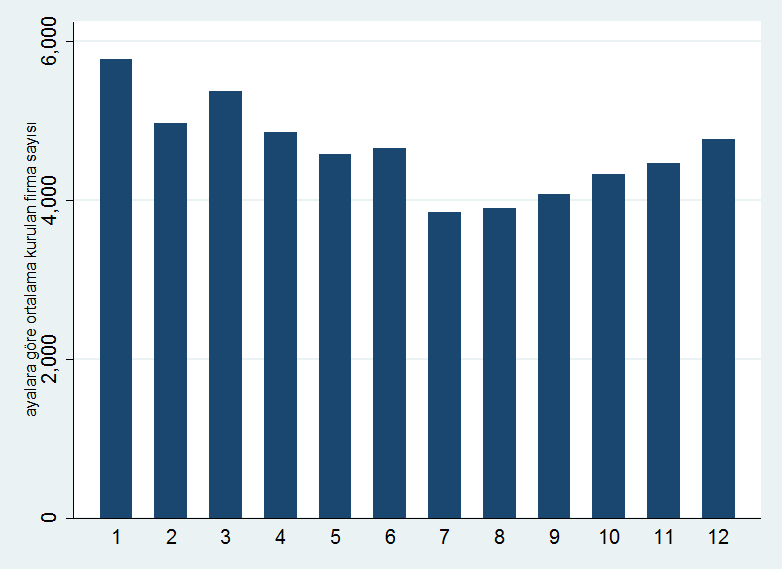 ayalara göre ortalama kurulan firma sayısı
6,000
4,000
2,000
0
1 2 3 4 5 6 7 8 9 10 11 12